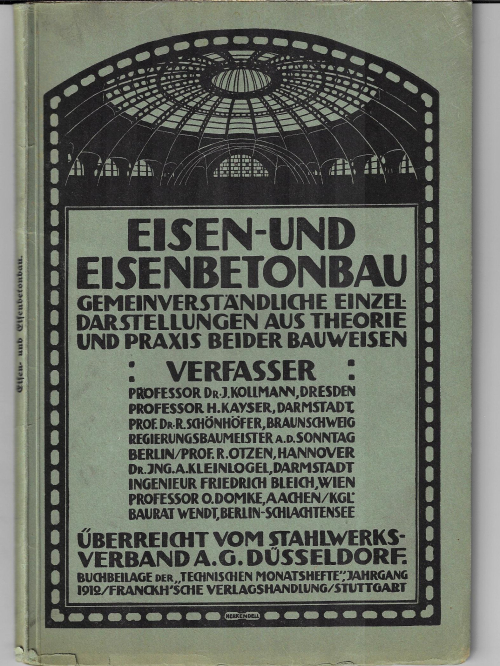 EISEN-UND
EISENBETONBAU
GEMEINVERSTÄNDLICHE EINZEL-
DARSTELLUNGEN AUS THEORIE
UND PRAXIS BEIDER BAUWEISEN
: VERFASSER :
PROFESSOR DR. J. KOLLMANN, DRESDEN
PROFESSOR H. KAYSER, DARMSTADT,
PROF. DR. R. SCHÖNHÖFER, BRAUNSCHWEIG
REGIERUNGSBAUMEISTER A.D. SONNTAG
BERLIN/PROF. R. OTZEN, HANNOVER
DR. JNG. A. KLEINLOGEL, DARMSTADT
INGENIEUR FRIEDRICH BLEICH, WIEN
PROFESSOR O. DOMKE, AACHEN/KGL.
BAURAT WENDT, BERLIN-SCHLACHTENSEE
ÜBERREICHT VOM STAHLWERKS-
VERBAND A.G. DÜSSELDORF.
BUCHBEILAGE DER „TECHNISCHEN MONATSHEFTE", JAHRGANG
1912/FRANCKH'SCHE VERLAGSHANDLUNG/STUTTGART
Eisen- und Eisenbetonbau.